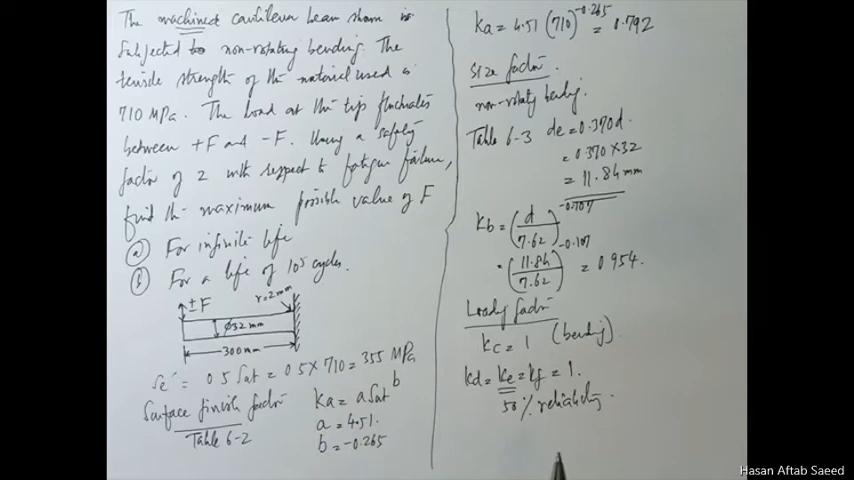 The machined cantilever beam shown is
subjected to non-rotating bending. The
tensile strength of the material used is
710 MPa. The load at the tip fluctuates
between +F and -F. Using a safety
factor of 2 with respect to fatigue failure,
find the maximum possible value of F
(a) For infinite life
(b) For a life of 10⁵ cycles.
±F
r=2mm
ϕ32mm
300mm
Se' = 0.5 Sut = 0.5 x 710 = 355 MPa
Surface finish factor
Table 6-2
Ka = a Sut^b
a = 4.51.
b = -0.265
Ka = 4.51 (710)^-0.265 = 0.792
Size factor
non-rotating bending.
Table 6-3 de = 0.370d.
= 0.370 x 32
= 11.84 mm
Kb = (d/7.62)^-0.107
= (11.84/7.62)^-0.107 = 0.954.
Loading factor
Kc = 1 (bending)
Kd = Ke = Kf = 1.
50% reliability.
Hasan Aftab Saeed